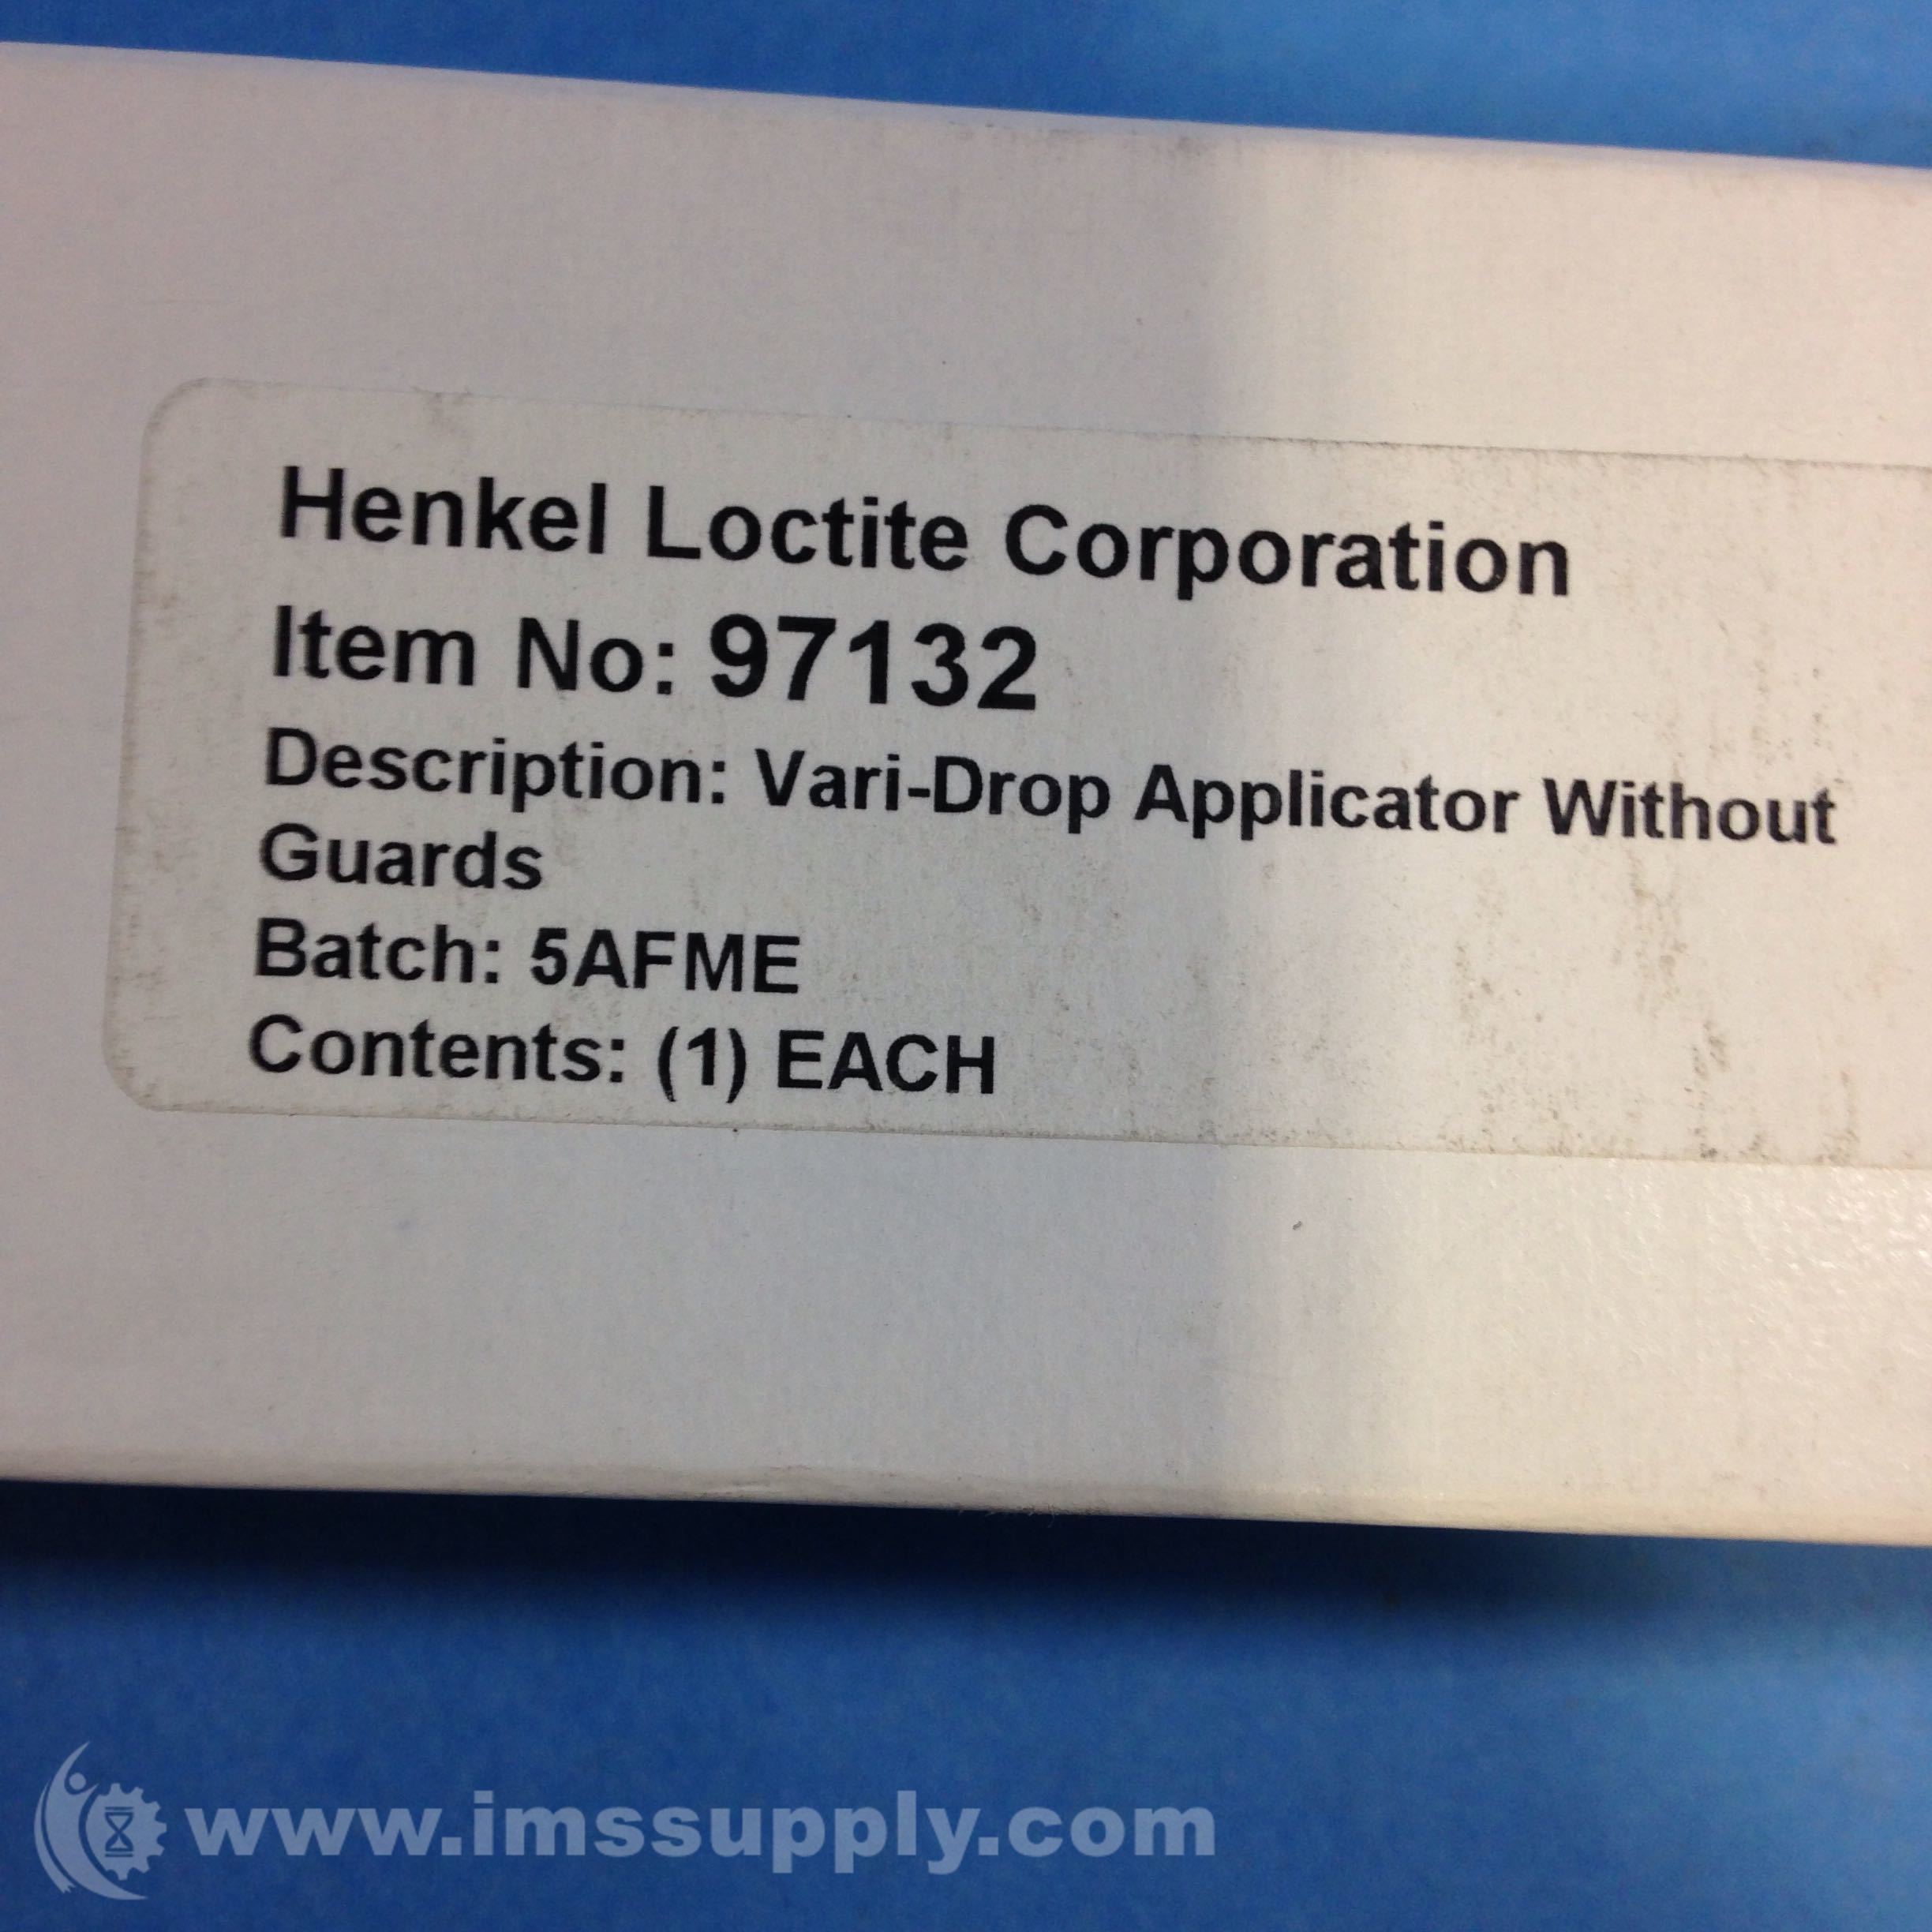 Henkel Loctite Corporation
Item No: 97132
Description: Vari-Drop Applicator Without
Guards
Batch: 5AFME
Contents: (1) EACH
www.imssupply.com